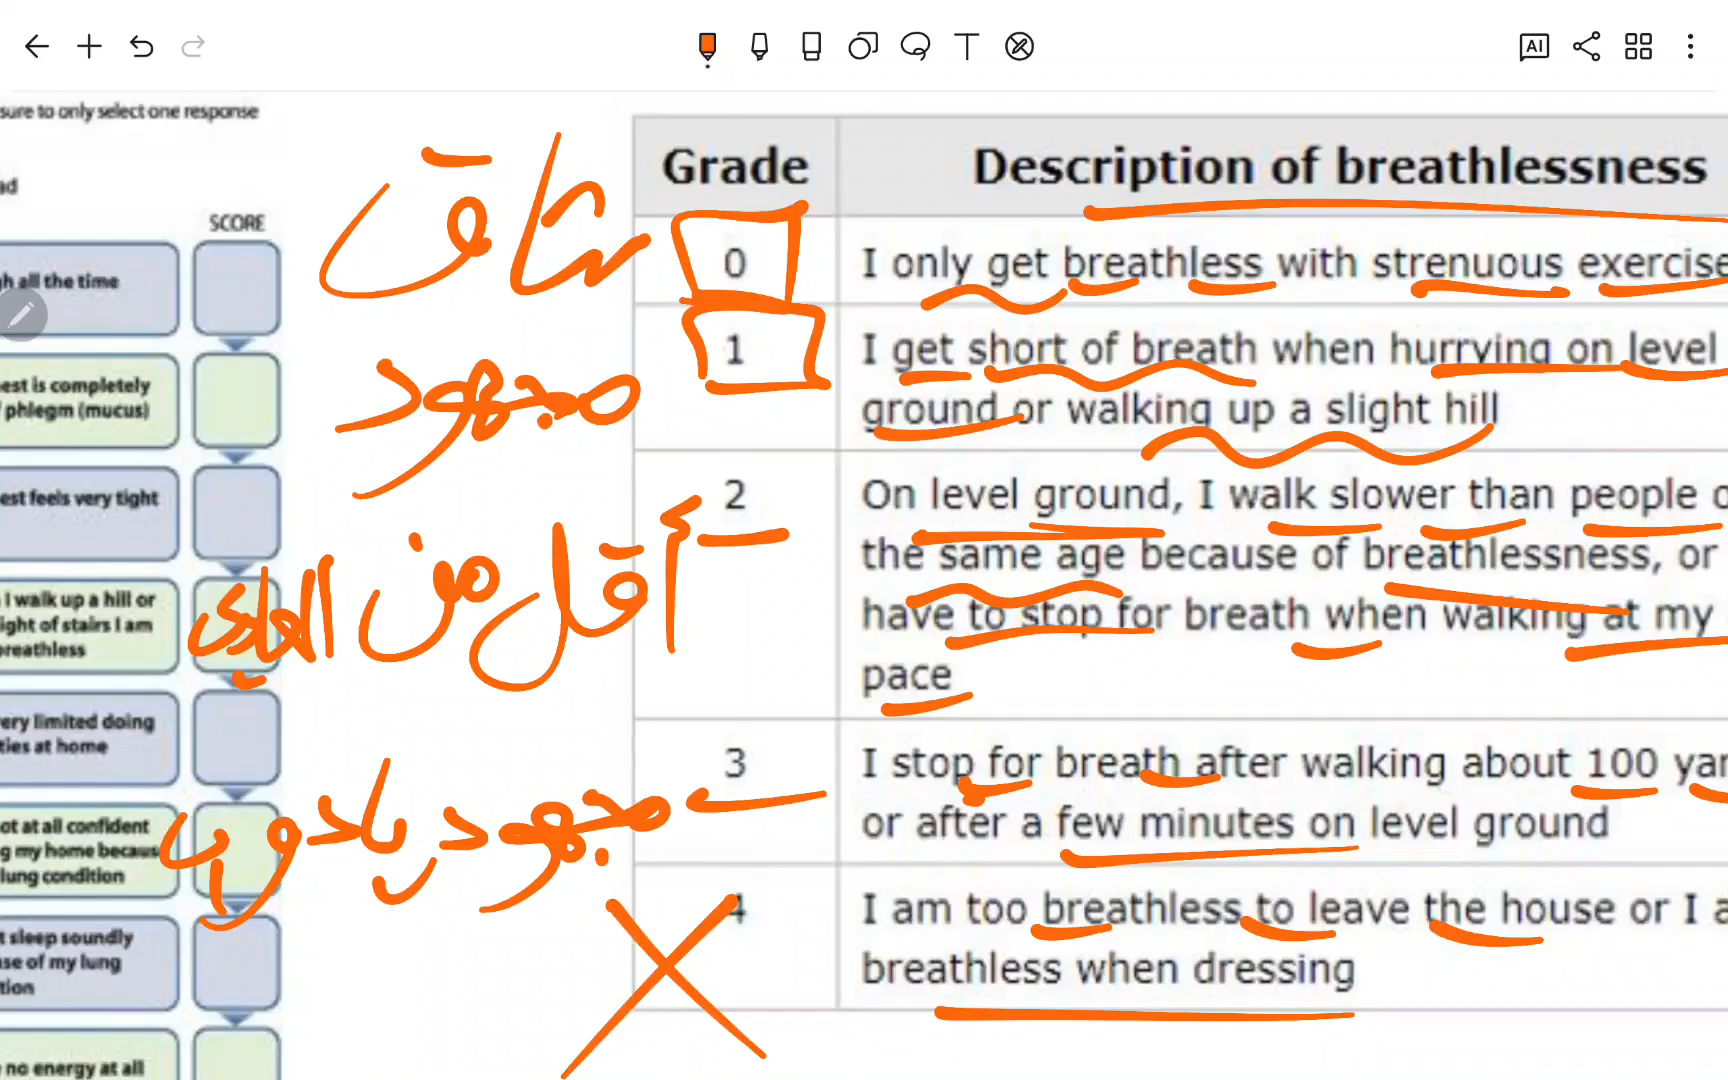 AI
sure to only select one response
ad
SCORE
h all the time
est is completely
phlegm (mucus)
est feels very tight
I walk up a hill or
ight of stairs I am
breathless
ery limited doing
ties at home
ot at all confident
g my home becaus
lung condition
t sleep soundly
se of my lung
tion
no energy at all
شاق
مجهود
أقل من العادي
مجهود
Grade Description of breathlessness
0 I only get breathless with strenuous exercise
1 I get short of breath when hurrying on level
ground or walking up a slight hill
2 On level ground, I walk slower than people o
the same age because of breathlessness, or
have to stop for breath when walking at my
pace
3 I stop for breath after walking about 100 yar
or after a few minutes on level ground
4 I am too breathless to leave the house or I a
breathless when dressing